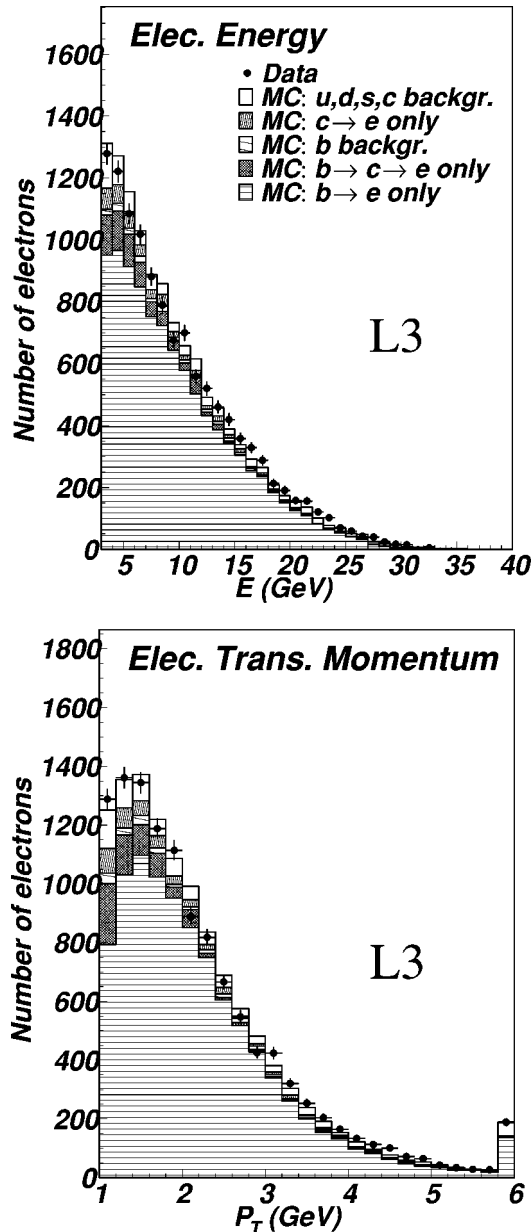 Elec. Energy
Data
MC: u,d,s,c backgr.
MC: c→ e only
MC: b backgr.
MC: b→ c→ e only
MC: b→ e only
L3
Number of electrons
1600
1400
1200
1000
800
600
400
200
0
5 10 15 20 25 30 35 40
E (GeV)
Elec. Trans. Momentum
L3
Number of electrons
1800
1600
1400
1200
1000
800
600
400
200
0
1 2 3 4 5 6
P_T (GeV)